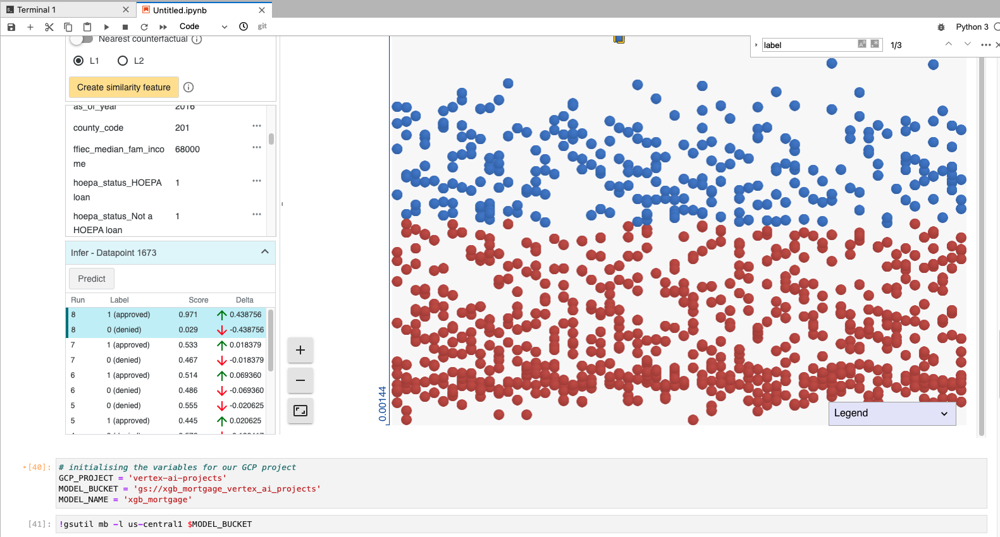 Terminal 1
Untitled.ipynb
Code
git
Python 3
label
1/3
Nearest counterfactual
L1 L2
Create similarity feature
as_of_year 2016
county_code 201
ffiec_median_fam_inco 68000
me
hoepa_status_HOEPA 1
loan
hoepa_status_Not a 1
HOEPA loan
Infer - Datapoint 1673
Predict
Run Label Score Delta
8 1 (approved) 0.971 0.438756
8 0 (denied) 0.029 -0.438756
7 1 (approved) 0.533 0.018379
7 0 (denied) 0.467 -0.018379
6 1 (approved) 0.514 0.069360
6 0 (denied) 0.486 -0.069360
5 0 (denied) 0.555 -0.020625
5 1 (approved) 0.445 0.020625
0.00144
Legend
[40]:
# initialising the variables for our GCP project
GCP_PROJECT = 'vertex-ai-projects'
MODEL_BUCKET = 'gs://xgb_mortgage_vertex_ai_projects'
MODEL_NAME = 'xgb_mortgage'
[41]:
!gsutil mb -l us-central1 $MODEL_BUCKET